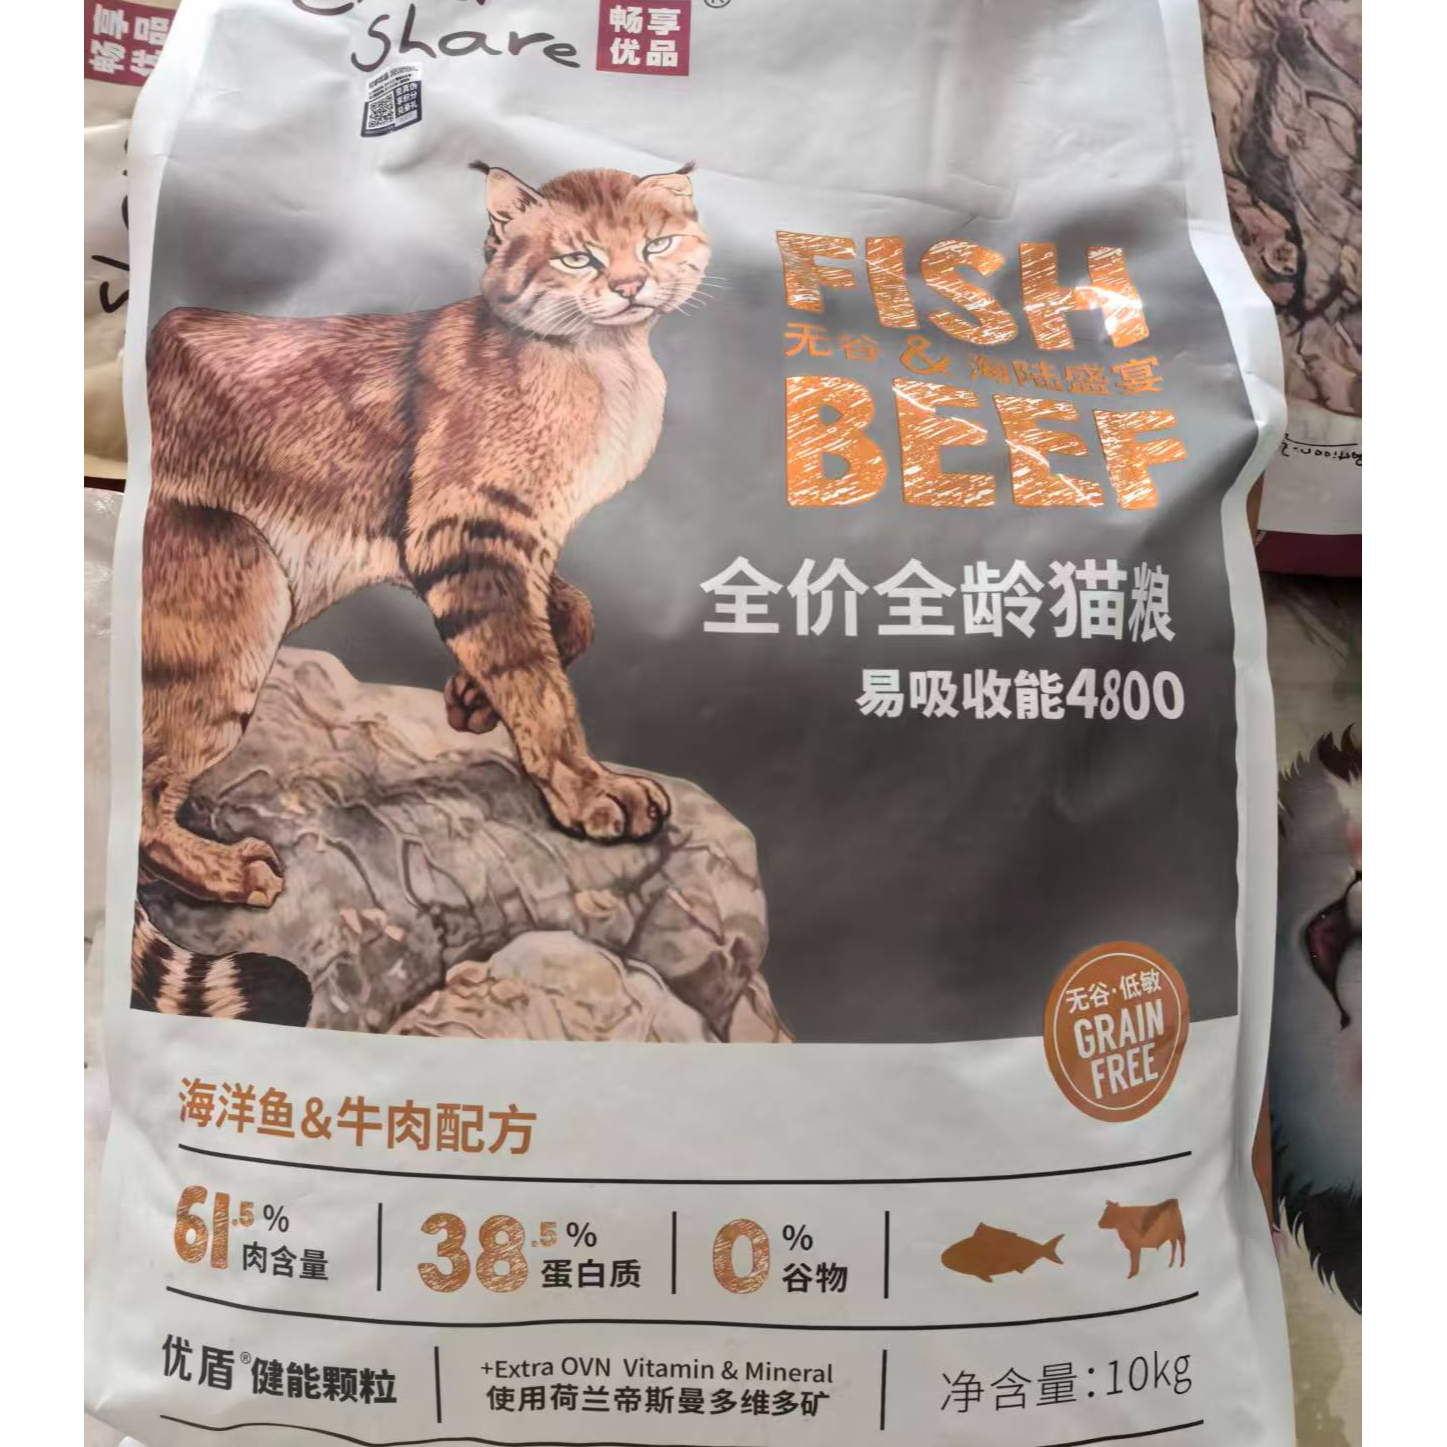 share
畅享
优品
FISH
无谷 & 海陆盛宴
BEEF
全价全龄猫粮
易吸收能4800
无谷·低敏
GRAIN
FREE
海洋鱼&牛肉配方
61.5%
肉含量
38.5%
蛋白质
0%
谷物
优盾®健能颗粒
+Extra OVN Vitamin & Mineral
使用荷兰帝斯曼多维多矿
净含量:10kg